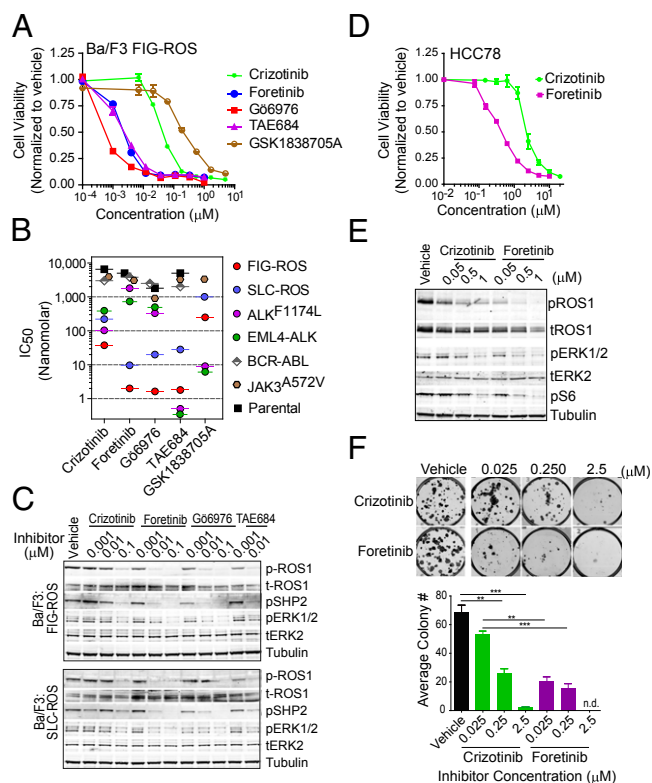 A
Ba/F3 FIG-ROS
Cell Viability
(Normalized to vehicle)
1.25
1.00
0.75
0.50
0.25
0.00
10⁻⁴ 10⁻³ 10⁻² 10⁻¹ 10⁰ 10¹
Concentration (μM)
Crizotinib
Foretinib
Gö6976
TAE684
GSK1838705A
B
IC50
(Nanomolar)
10,000
1,000
100
10
1
Crizotinib
Foretinib
Gö6976
TAE684
GSK1838705A
FIG-ROS
SLC-ROS
ALK^F1174L
EML4-ALK
BCR-ABL
JAK3^A572V
Parental
C
Inhibitor
(μM)
Vehicle
Crizotinib Foretinib Gö6976 TAE684
0.001 0.01 0.1 0.001 0.01 0.1 0.001 0.01 0.1 0.001 0.01
Ba/F3:
FIG-ROS
p-ROS1
t-ROS1
pSHP2
pERK1/2
tERK2
Tubulin
Ba/F3:
SLC-ROS
p-ROS1
t-ROS1
pSHP2
pERK1/2
tERK2
Tubulin
D
HCC78
Cell Viability
(Normalized to vehicle)
1.25
1.00
0.75
0.50
0.25
0.00
10⁻² 10⁻¹ 10⁰ 10¹
Concentration (μM)
Crizotinib
Foretinib
E
Vehicle
Crizotinib Foretinib
0.05 0.5 1 0.05 0.5 1 (μM)
pROS1
tROS1
pERK1/2
tERK2
pS6
Tubulin
F
Vehicle 0.025 0.250 2.5 (μM)
Crizotinib
Foretinib
Average Colony #
80
60
40
20
0
***
**
**
***
n.d.
Vehicle 0.025 0.25 2.5 0.025 0.25 2.5
Crizotinib Foretinib
Inhibitor Concentration (μM)